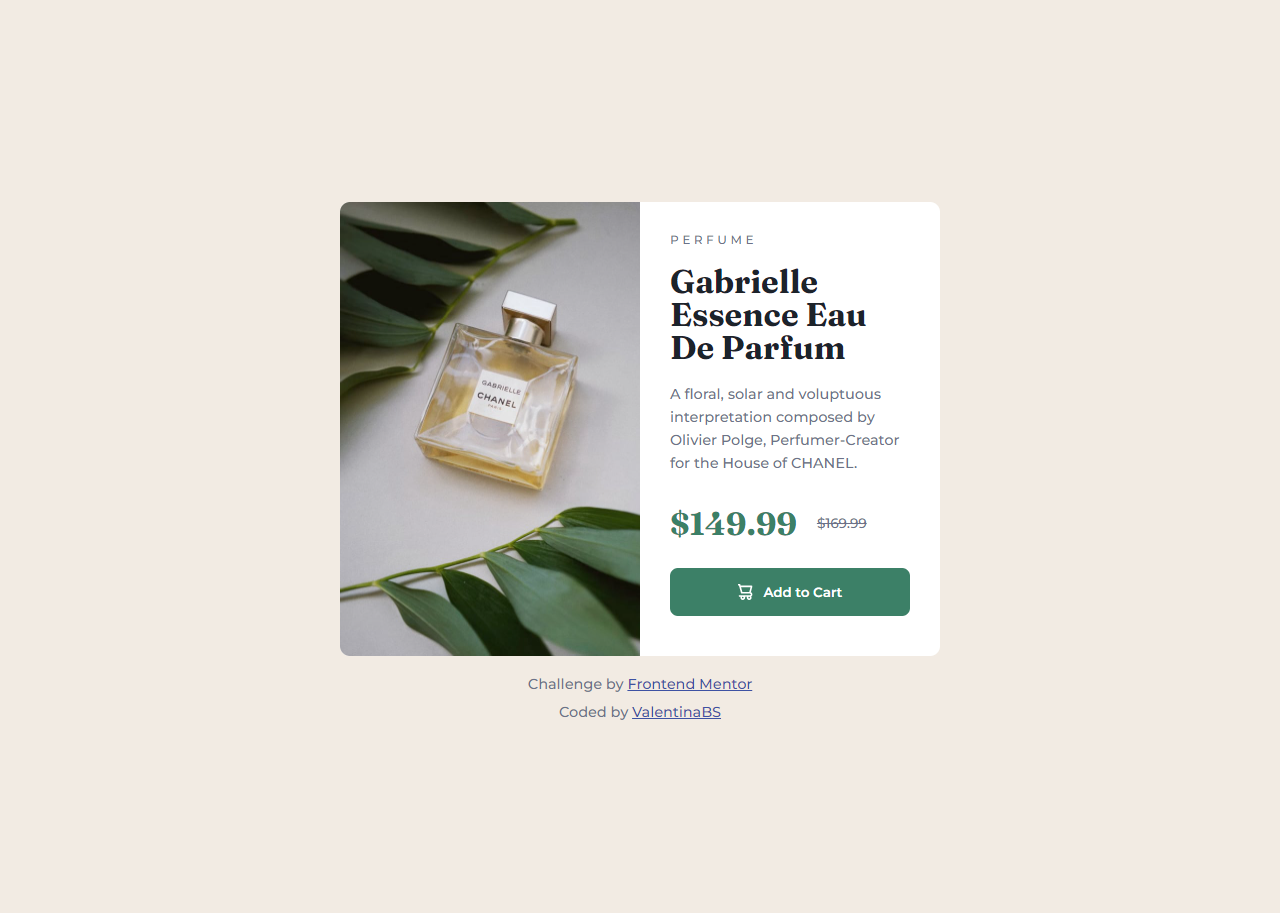 GABRIELLE
CHANEL
PARIS
PERFUME
Gabrielle
Essence Eau
De Parfum
A floral, solar and voluptuous
interpretation composed by
Olivier Polge, Perfumer-Creator
for the House of CHANEL.
$149.99 $169.99
Add to Cart
Challenge by Frontend Mentor
Coded by ValentinaBS